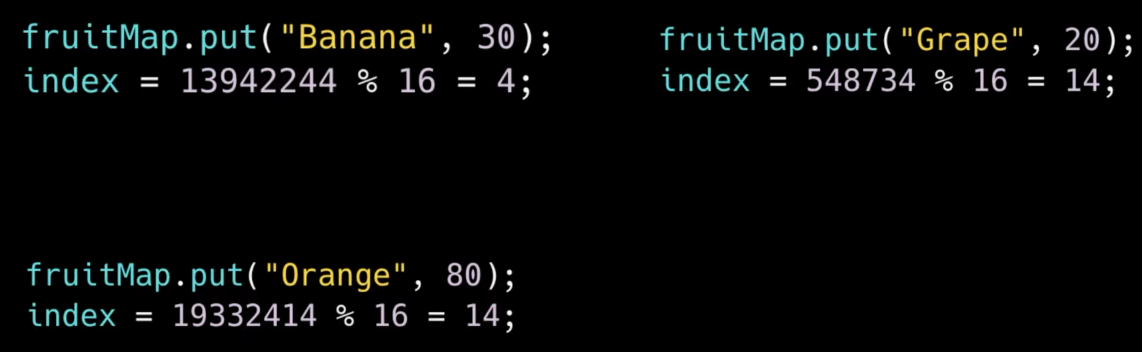 fruitMap.put("Banana", 30);
index = 13942244 % 16 = 4;
fruitMap.put("Grape", 20);
index = 548734 % 16 = 14;
fruitMap.put("Orange", 80);
index = 19332414 % 16 = 14;